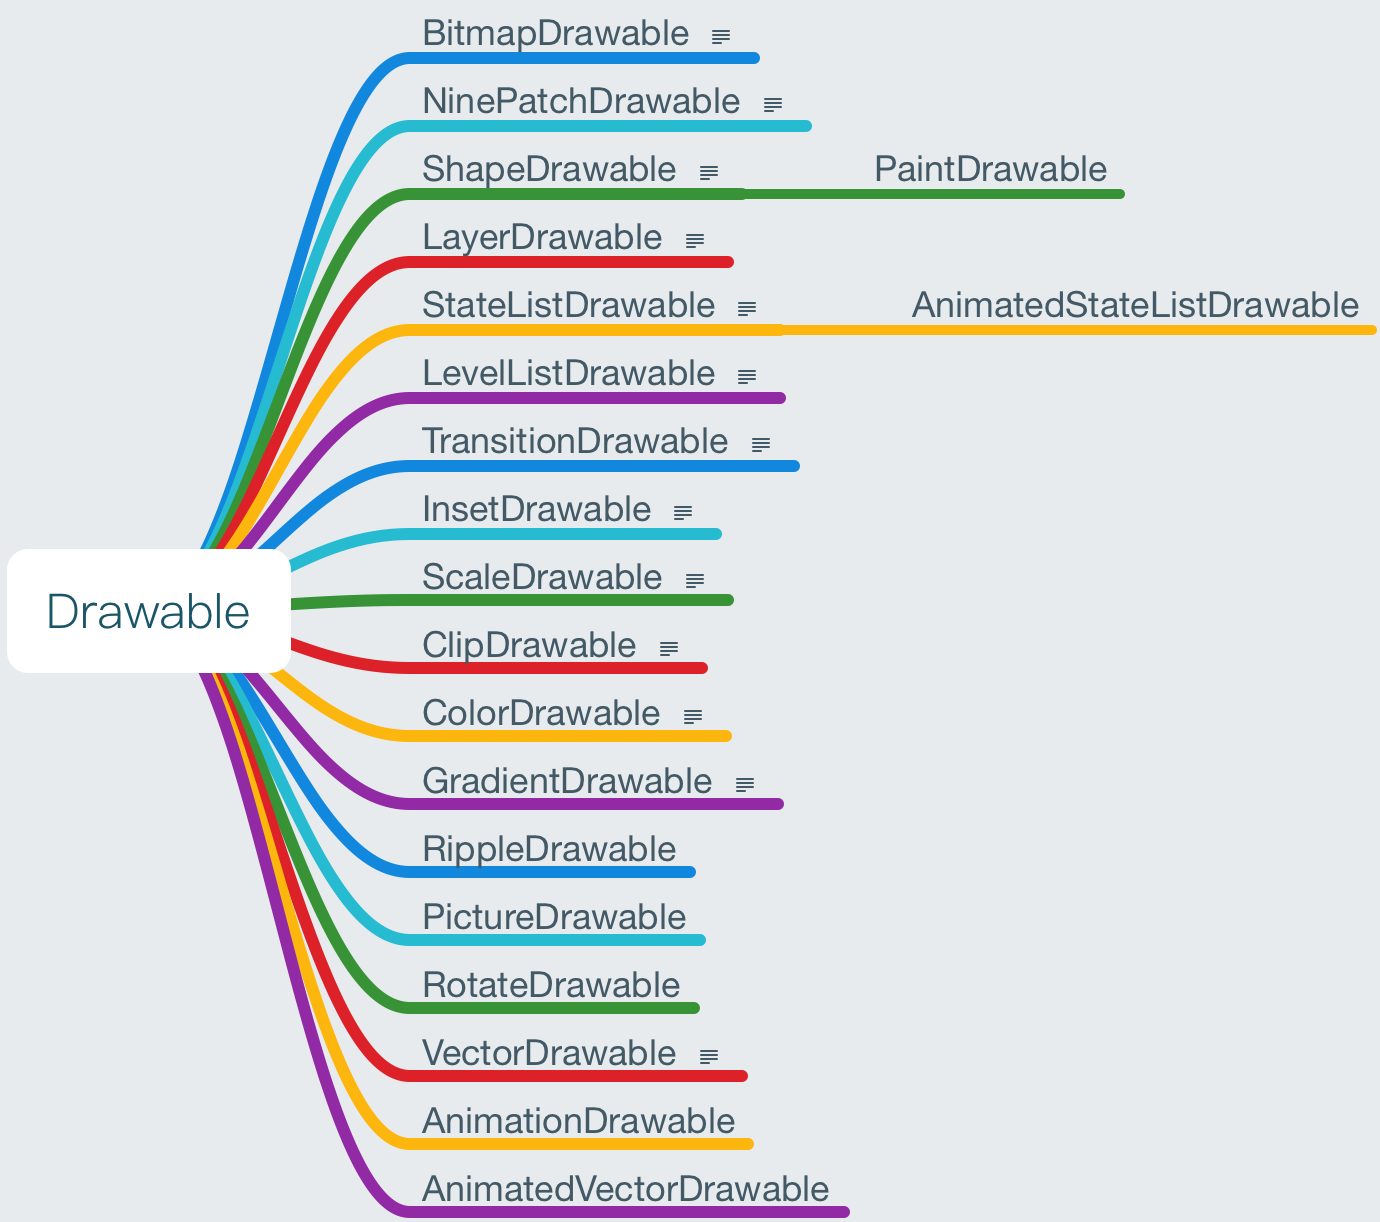 BitmapDrawable
NinePatchDrawable
ShapeDrawable
PaintDrawable
LayerDrawable
StateListDrawable
AnimatedStateListDrawable
LevelListDrawable
TransitionDrawable
InsetDrawable
ScaleDrawable
Drawable
ClipDrawable
ColorDrawable
GradientDrawable
RippleDrawable
PictureDrawable
RotateDrawable
VectorDrawable
AnimationDrawable
AnimatedVectorDrawable